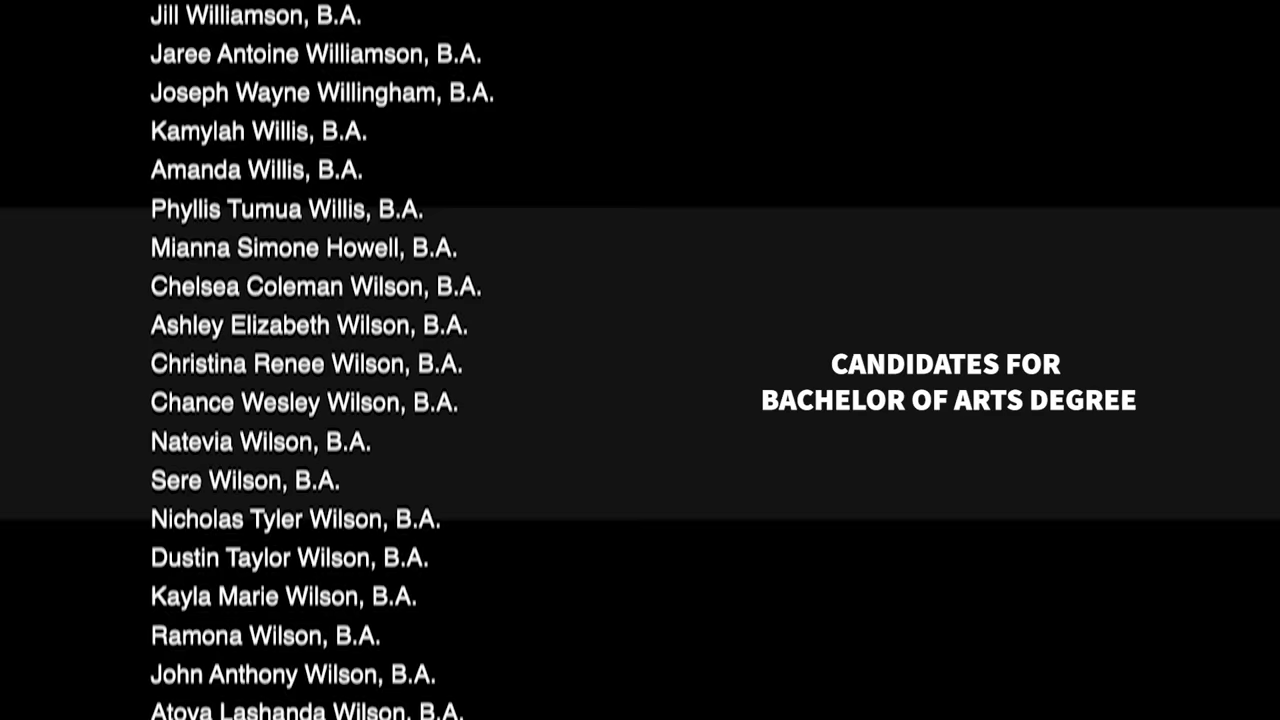 Jill Williamson, B.A.
Jaree Antoine Williamson, B.A.
Joseph Wayne Willingham, B.A.
Kamylah Willis, B.A.
Amanda Willis, B.A.
Phyllis Tumua Willis, B.A.
Mianna Simone Howell, B.A.
Chelsea Coleman Wilson, B.A.
Ashley Elizabeth Wilson, B.A.
Christina Renee Wilson, B.A.
Chance Wesley Wilson, B.A.
Natevia Wilson, B.A.
Sere Wilson, B.A.
Nicholas Tyler Wilson, B.A.
Dustin Taylor Wilson, B.A.
Kayla Marie Wilson, B.A.
Ramona Wilson, B.A.
John Anthony Wilson, B.A.
Atoya Lashanda Wilson, B.A.
CANDIDATES FOR
BACHELOR OF ARTS DEGREE